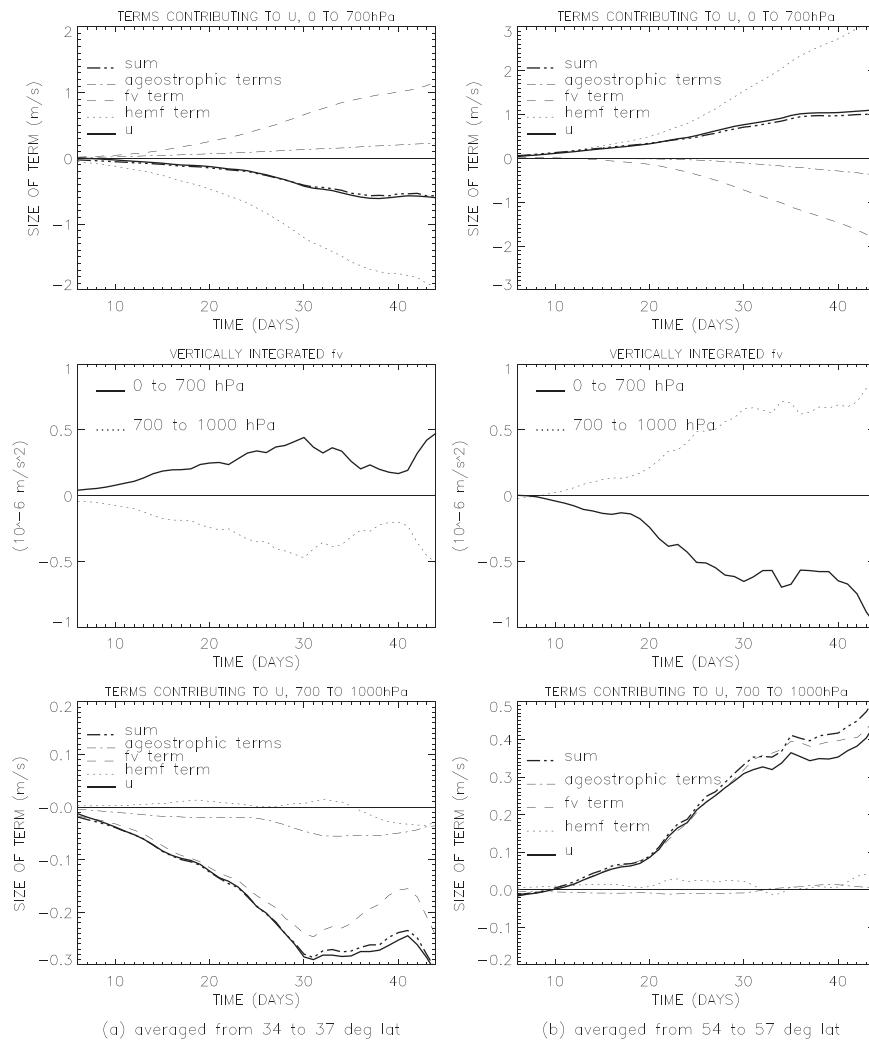 TERMS CONTRIBUTING TO U, 0 TO 700hPa
2
1
0
−1
−2
SIZE OF TERM (m/s)
sum
ageostrophic terms
fv term
hemf term
u
10
20
30
40
TIME (DAYS)
TERMS CONTRIBUTING TO U, 0 TO 700hPa
3
2
1
0
−1
−2
−3
SIZE OF TERM (m/s)
sum
ageostrophic terms
fv term
hemf term
u
10
20
30
40
TIME (DAYS)
VERTICALLY INTEGRATED fv
1
0.5
0
−0.5
−1
(10^−6 m/s^2)
0 to 700 hPa
700 to 1000 hPa
10
20
30
40
TIME (DAYS)
VERTICALLY INTEGRATED fv
1
0.5
0
−0.5
−1
(10^−6 m/s^2)
0 to 700 hPa
700 to 1000 hPa
10
20
30
40
TIME (DAYS)
TERMS CONTRIBUTING TO U, 700 TO 1000hPa
0.2
0.1
−0.0
−0.1
−0.2
−0.3
SIZE OF TERM (m/s)
sum
ageostrophic terms
fv term
hemf term
u
10
20
30
40
TIME (DAYS)
TERMS CONTRIBUTING TO U, 700 TO 1000hPa
0.5
0.4
0.3
0.2
0.1
0.0
−0.1
−0.2
SIZE OF TERM (m/s)
sum
ageostrophic terms
fv term
hemf term
u
10
20
30
40
TIME (DAYS)
(a) averaged from 34 to 37 deg lat
(b) averaged from 54 to 57 deg lat